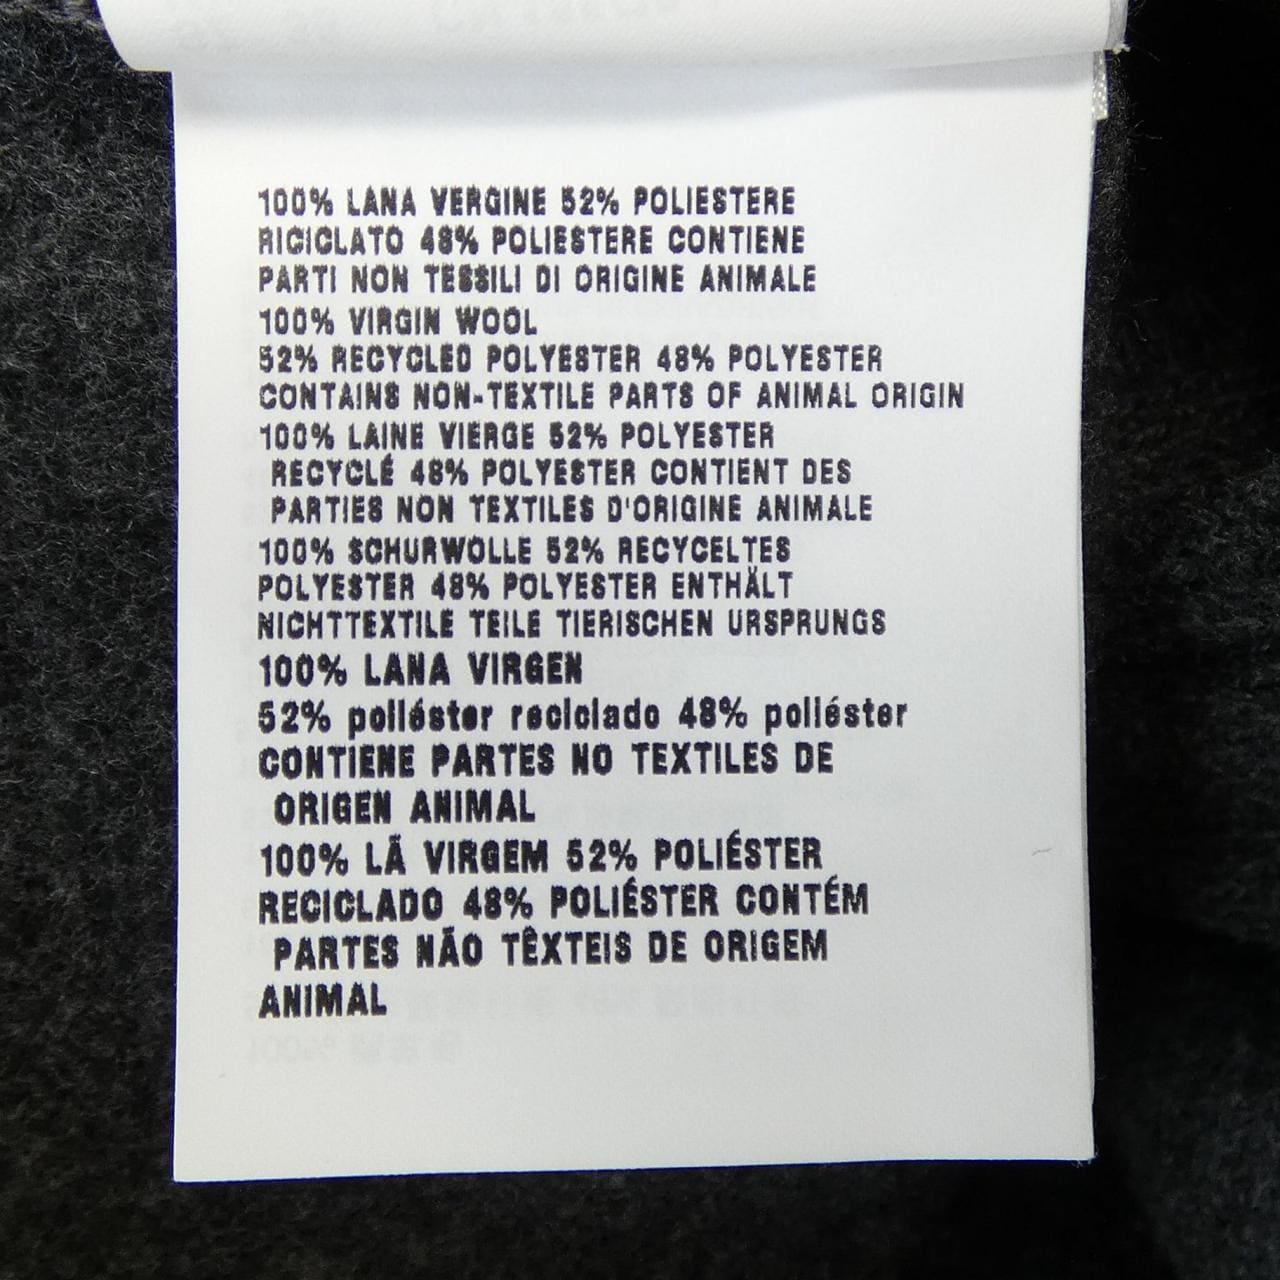 100% LANA VERGINE 52% POLIESTERE
RICICLATO 48% POLIESTERE CONTIENE
PARTI NON TESSILI DI ORIGINE ANIMALE
100% VIRGIN WOOL
52% RECYCLED POLYESTER 48% POLYESTER
CONTAINS NON-TEXTILE PARTS OF ANIMAL ORIGIN
100% LAINE VIERGE 52% POLYESTER
RECYCLÉ 48% POLYESTER CONTIENT DES
PARTIES NON TEXTILES D'ORIGINE ANIMALE
100% SCHURWOLLE 52% RECYCELTES
POLYESTER 48% POLYESTER ENTHÄLT
NICHTTEXTILE TEILE TIERISCHEN URSPRUNGS
100% LANA VIRGEN
52% poliéster reciclado 48% poliéster
CONTIENE PARTES NO TEXTILES DE
ORIGEN ANIMAL
100% LÃ VIRGEM 52% POLIÉSTER
RECICLADO 48% POLIÉSTER CONTÉM
PARTES NÃO TÊXTEIS DE ORIGEM
ANIMAL